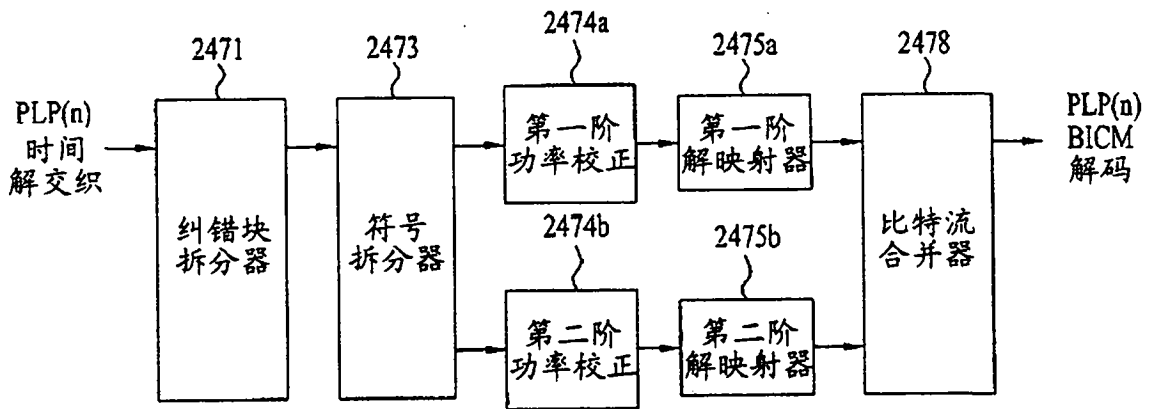 2471
2473
2474a
2475a
2478
PLP(n)
时间
解交织
纠错块
拆分器
符号
拆分器
第一阶
功率校正
第一阶
解映射器
2474b
2475b
第二阶
功率校正
第二阶
解映射器
比特流
合并器
PLP(n)
BICM
解码